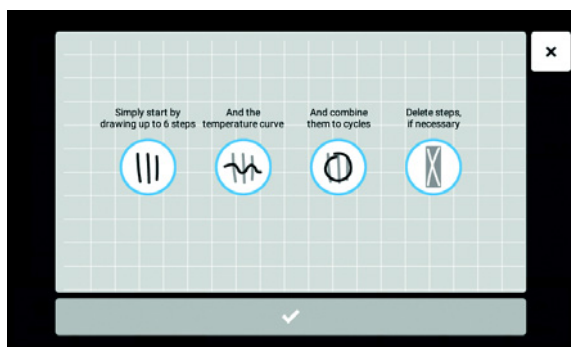 Simply start by
drawing up to 6 steps
And the
temperature curve
And combine
them to cycles
Delete steps,
if necessary